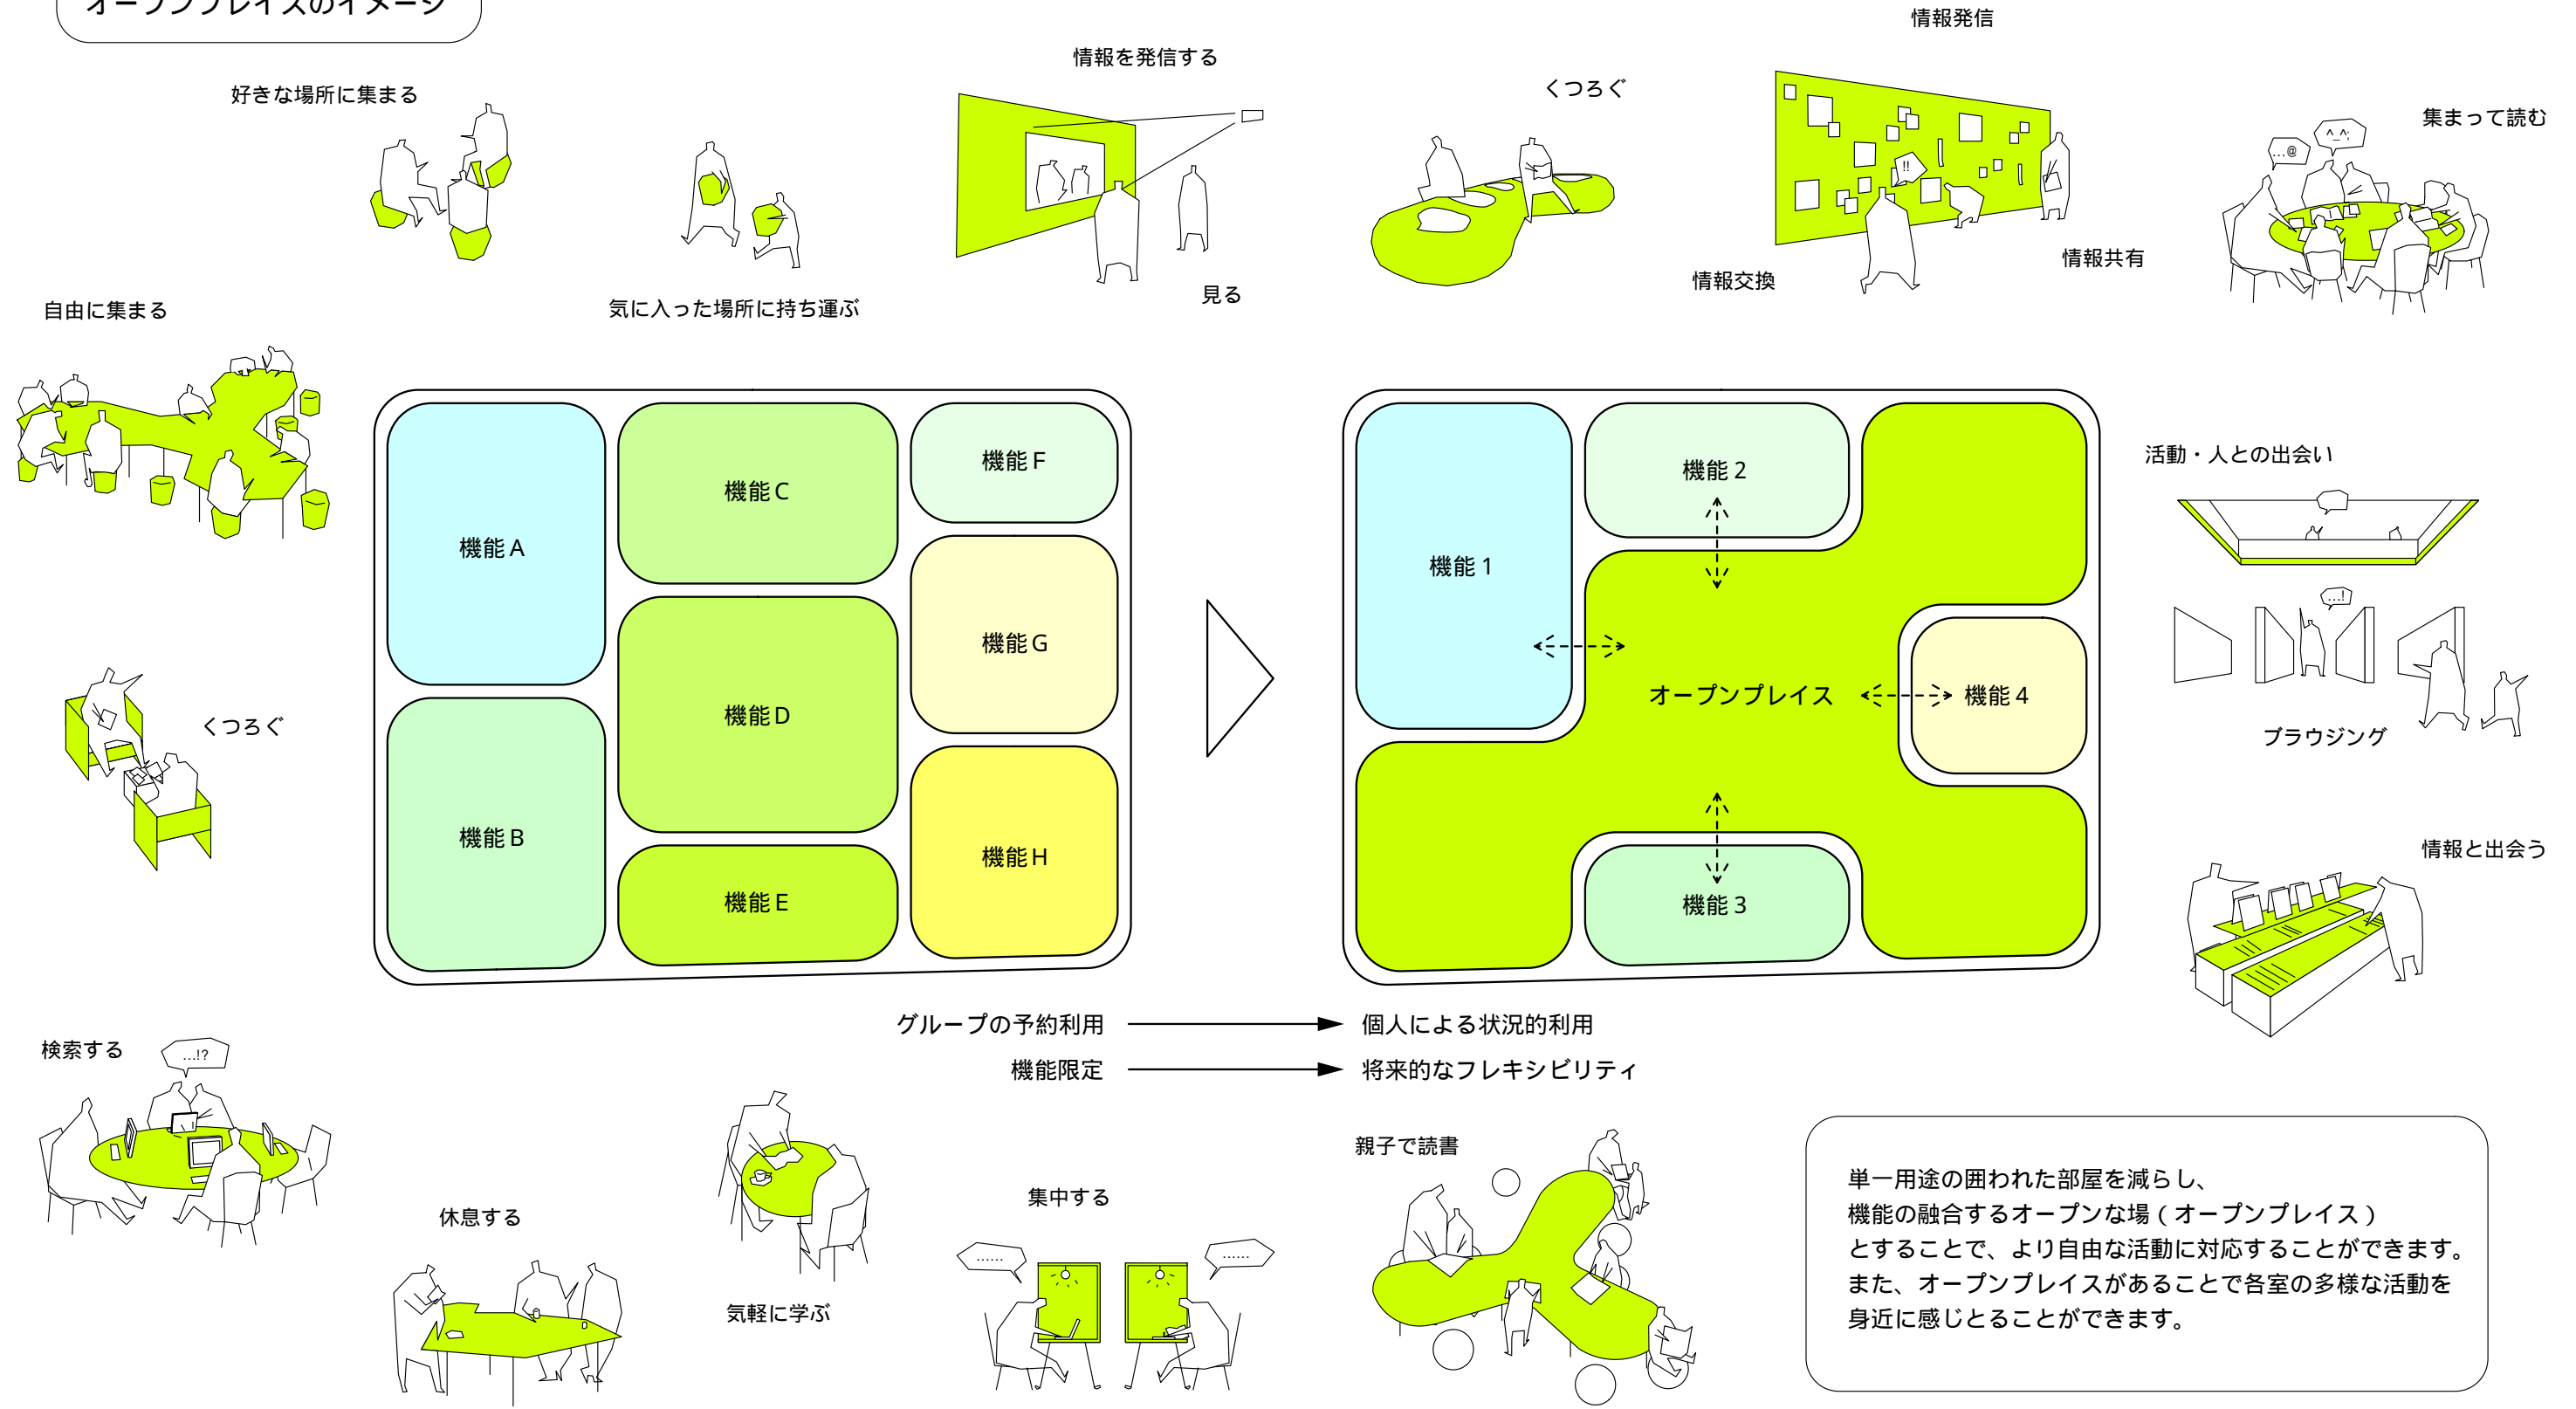 オープンプレイスのイメージ
情報発信
情報を発信する
くつろぐ
好きな場所に集まる
集まって読む
^_^;
...@
!!
情報共有
情報交換
見る
自由に集まる
気に入った場所に持ち運ぶ
機能A
機能B
機能C
機能D
機能E
機能F
機能G
機能H
機能1
機能2
オープンプレイス
機能4
機能3
活動・人との出会い
...!
ブラウジング
くつろぐ
情報と出会う
グループの予約利用
個人による状況的利用
機能限定
将来的なフレキシビリティ
検索する
...!?
休息する
気軽に学ぶ
集中する
......
......
親子で読書
単一用途の囲われた部屋を減らし、
機能の融合するオープンな場（オープンプレイス）
とすることで、より自由な活動に対応することができます。
また、オープンプレイスがあることで各室の多様な活動を
身近に感じとることができます。